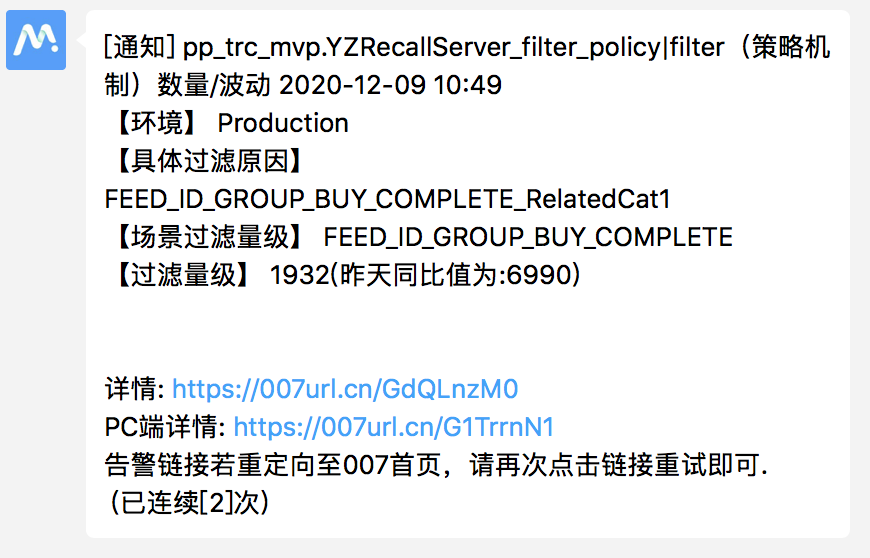 [通知] pp_trc_mvp.YZRecallServer_filter_policy|filter（策略机
制）数量/波动 2020-12-09 10:49
【环境】 Production
【具体过滤原因】
FEED_ID_GROUP_BUY_COMPLETE_RelatedCat1
【场景过滤量级】 FEED_ID_GROUP_BUY_COMPLETE
【过滤量级】 1932(昨天同比值为:6990)
详情: https://007url.cn/GdQLnzM0
PC端详情: https://007url.cn/G1TrrnN1
告警链接若重定向至007首页，请再次点击链接重试即可.
(已连续[2]次)